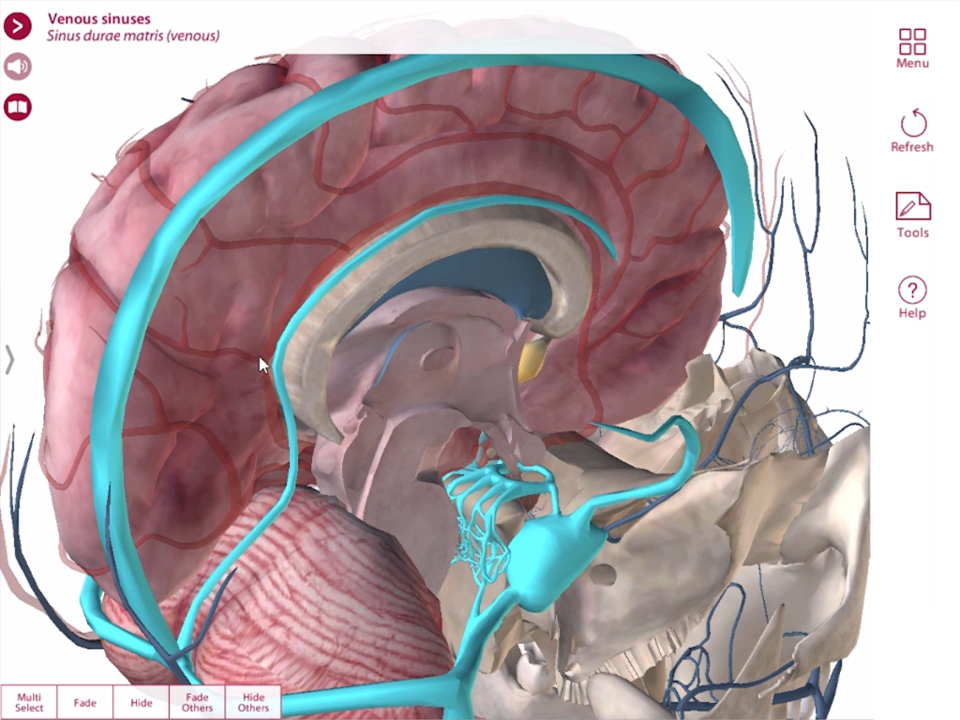 Venous sinuses
Sinus durae matris (venous)
Menu
Refresh
Tools
Help
Multi
Select
Fade
Hide
Fade
Others
Hide
Others